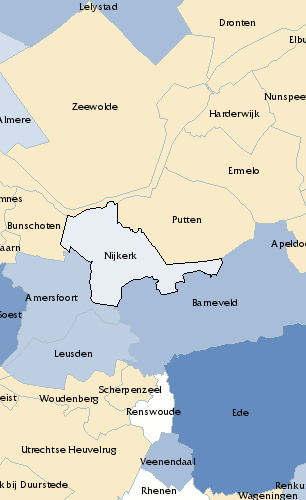 Lelystad
Dronten
Elbu
Zeewolde
Nunspee
Almere
Harderwijk
Ermelo
mnes
Putten
Bunschoten
aarn
Apeldoo
Nijkerk
Amersfoort
Barneveld
Soest
Leusden
Scherpenzeel
eist
Woudenberg
Renswoude
Ede
Utrechtse Heuvelrug
Veenendaal
k bij Duurstede
Rhenen
Renku
Wageningen